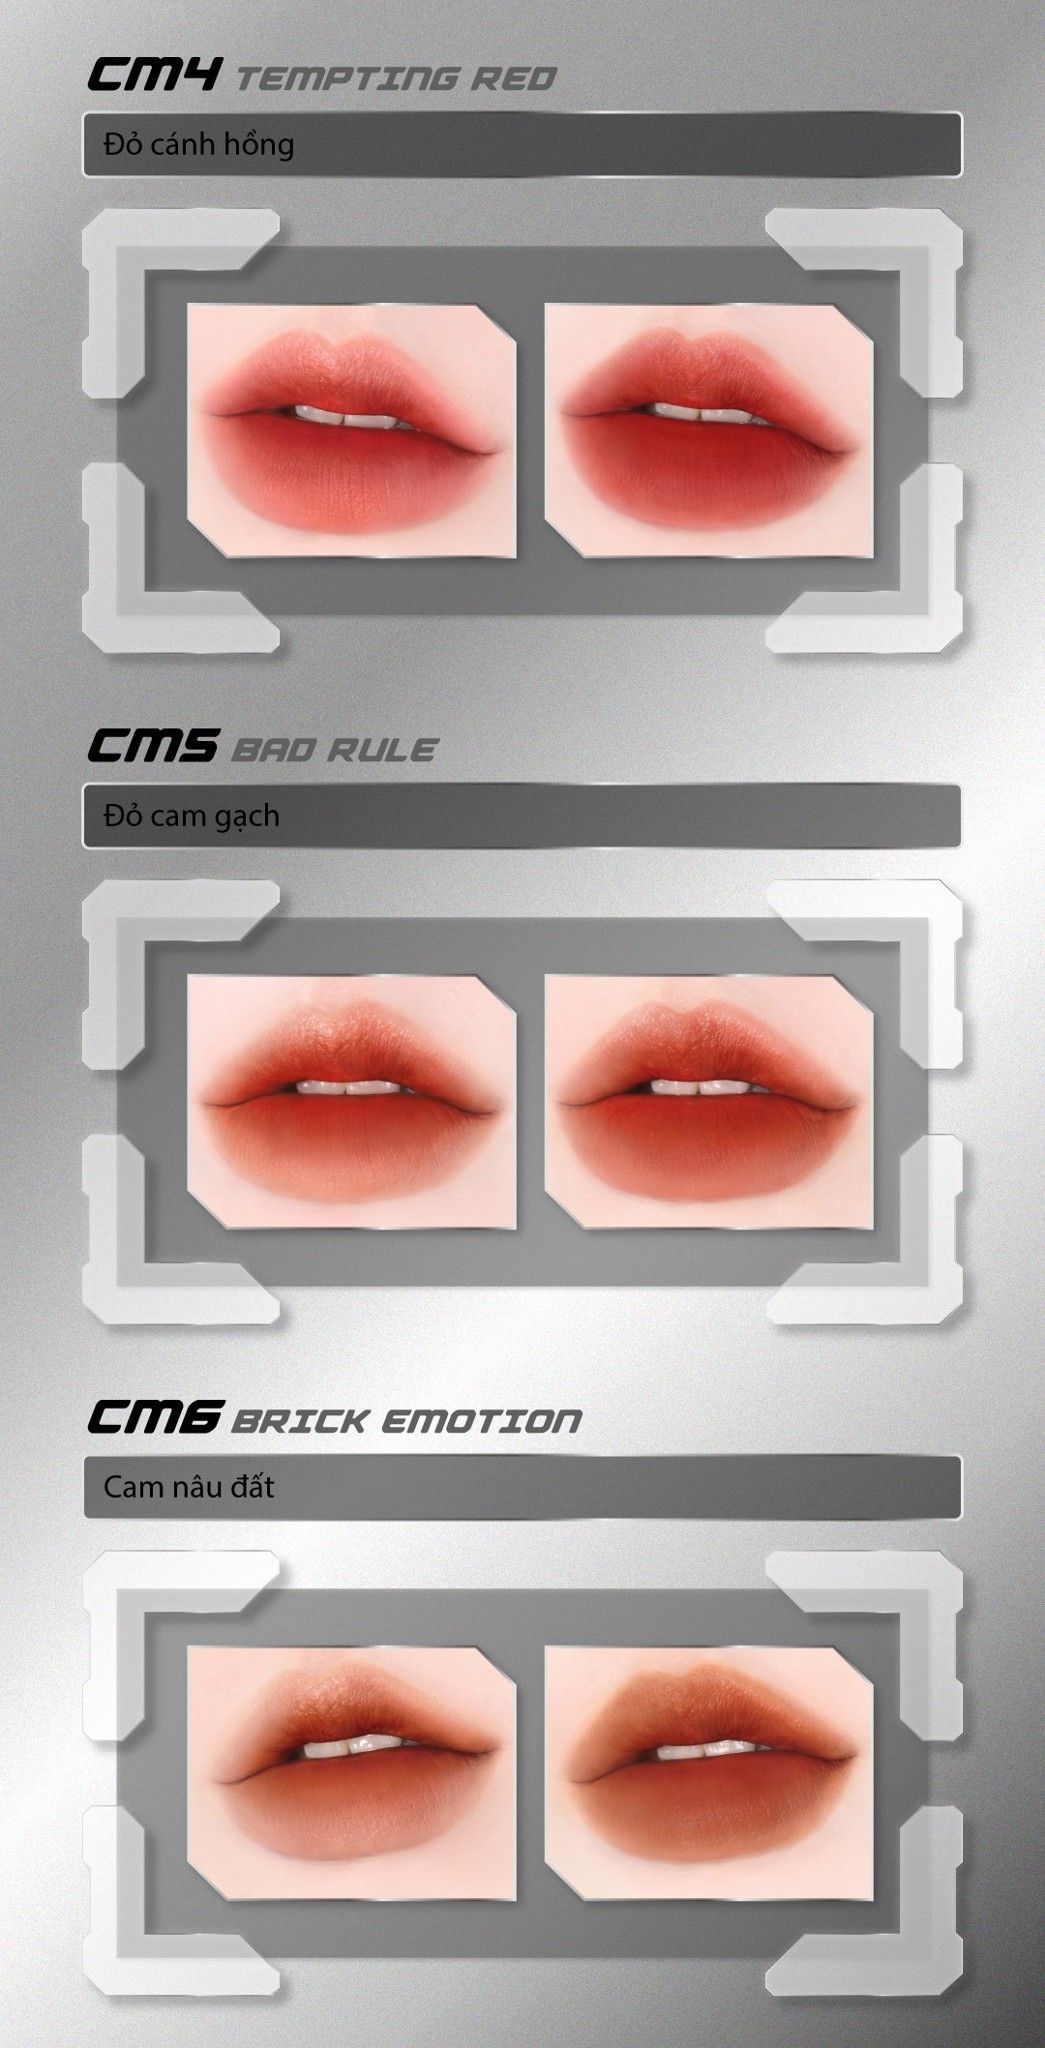 CM4 TEMPTING RED
Đỏ cánh hồng
CM5 BAD RULE
Đỏ cam gạch
CM6 BRICK EMOTION
Cam nâu đất